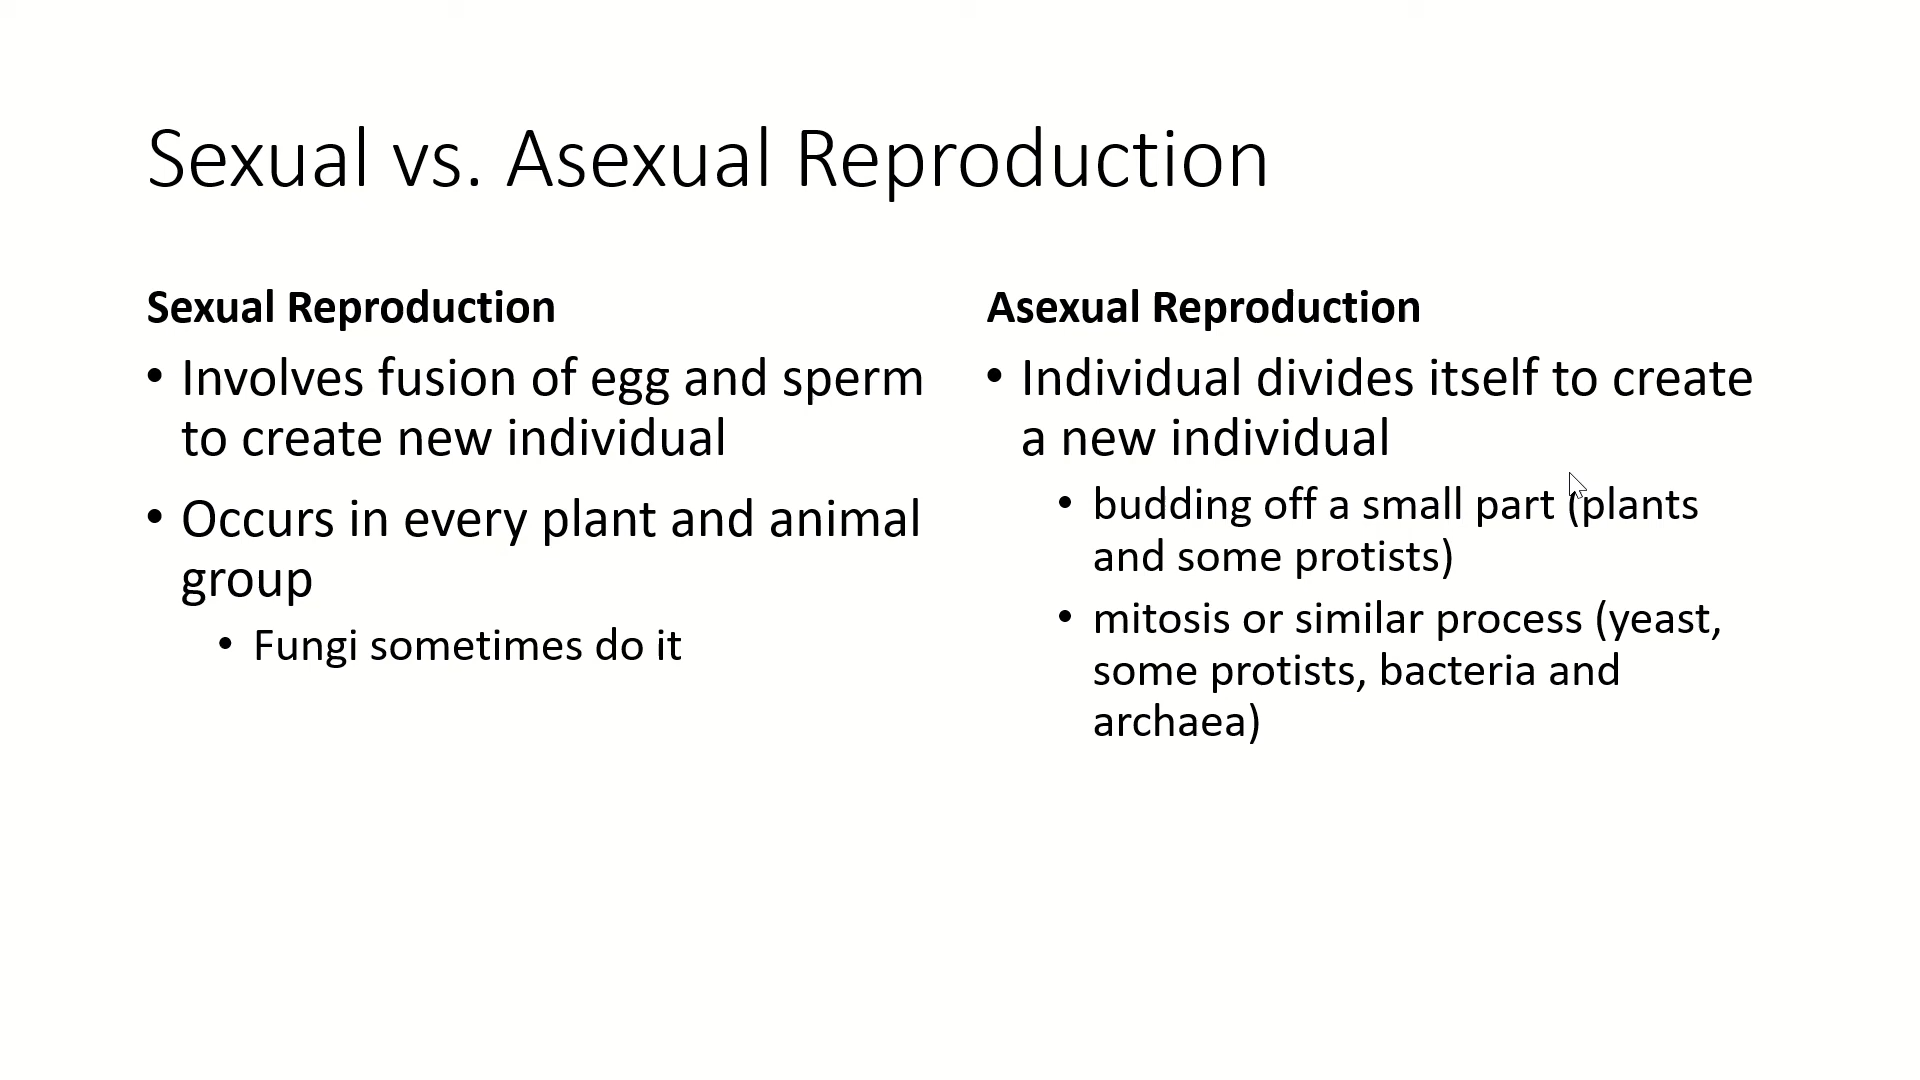 Sexual vs. Asexual Reproduction
Sexual Reproduction
• Involves fusion of egg and sperm
to create new individual
• Occurs in every plant and animal
group
• Fungi sometimes do it
Asexual Reproduction
• Individual divides itself to create
a new individual
• budding off a small part (plants
and some protists)
• mitosis or similar process (yeast,
some protists, bacteria and
archaea)